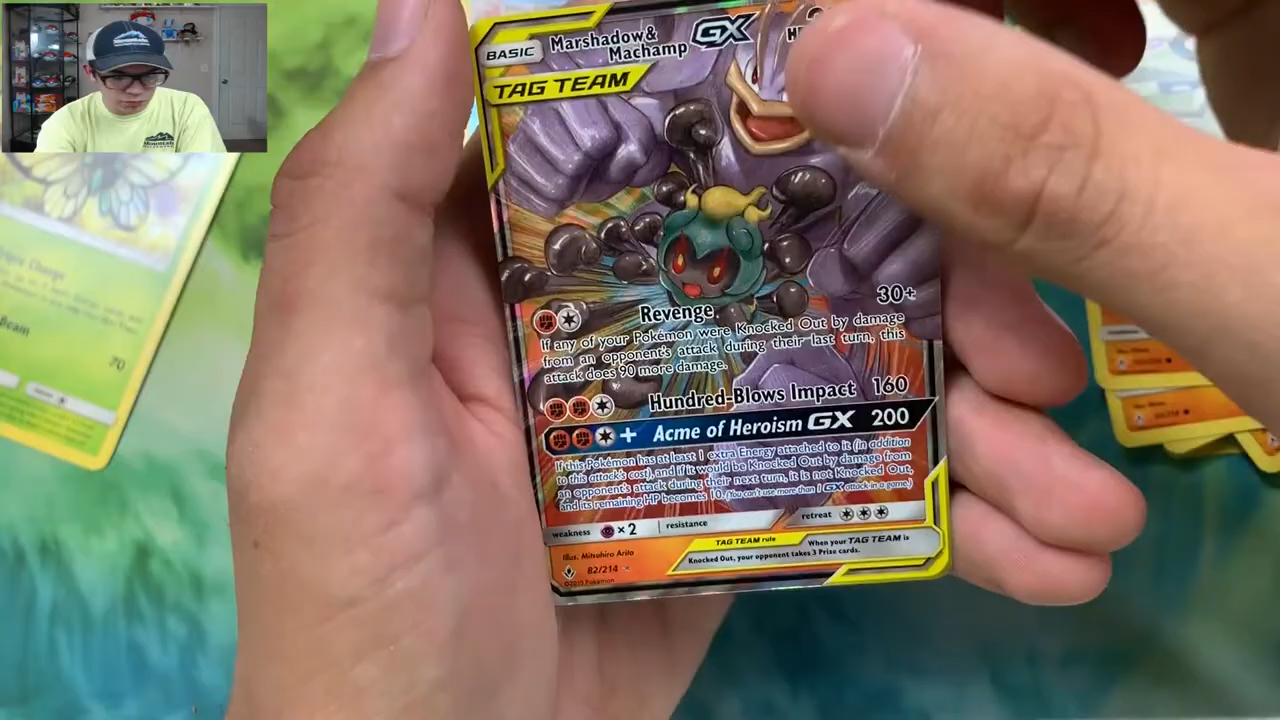 BASIC
Marshadow&
Machamp
GX
TAG TEAM
Revenge 30+
If any of your Pokémon were Knocked Out by damage
from an opponent's attack during their last turn, this
attack does 90 more damage.
Hundred-Blows Impact 160
+ Acme of Heroism GX 200
If this Pokémon has at least 1 extra Energy attached to it (in addition
to this attack's cost), and if it would be Knocked Out by damage from
an opponent's attack during their next turn, it is not Knocked Out,
and its remaining HP becomes 10. (You can't use more than 1 GX attack in a game.)
weakness ×2 resistance
retreat
TAG TEAM rule When your TAG TEAM is
Knocked Out, your opponent takes 3 Prize cards.
Illus. Mitsuhiro Arita
82/214
©2019 Pokémon
Beam
70